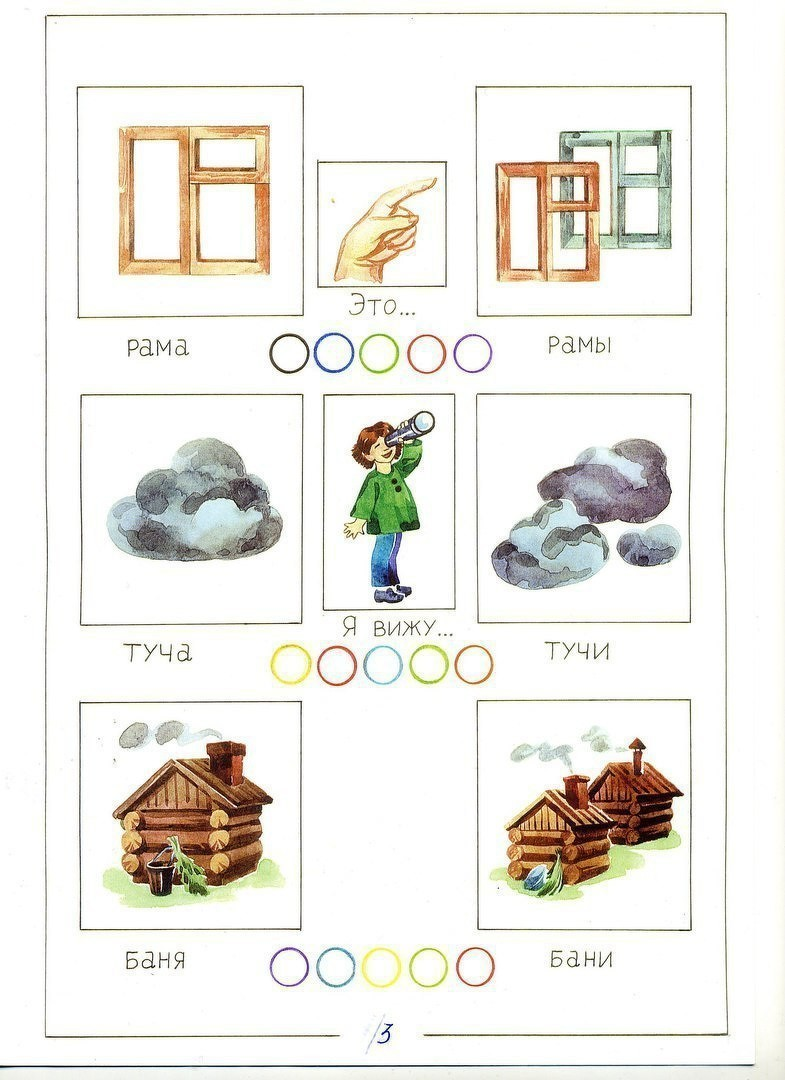 Это...
рама
рамы
Я вижу...
туча
тучи
баня
бани
3